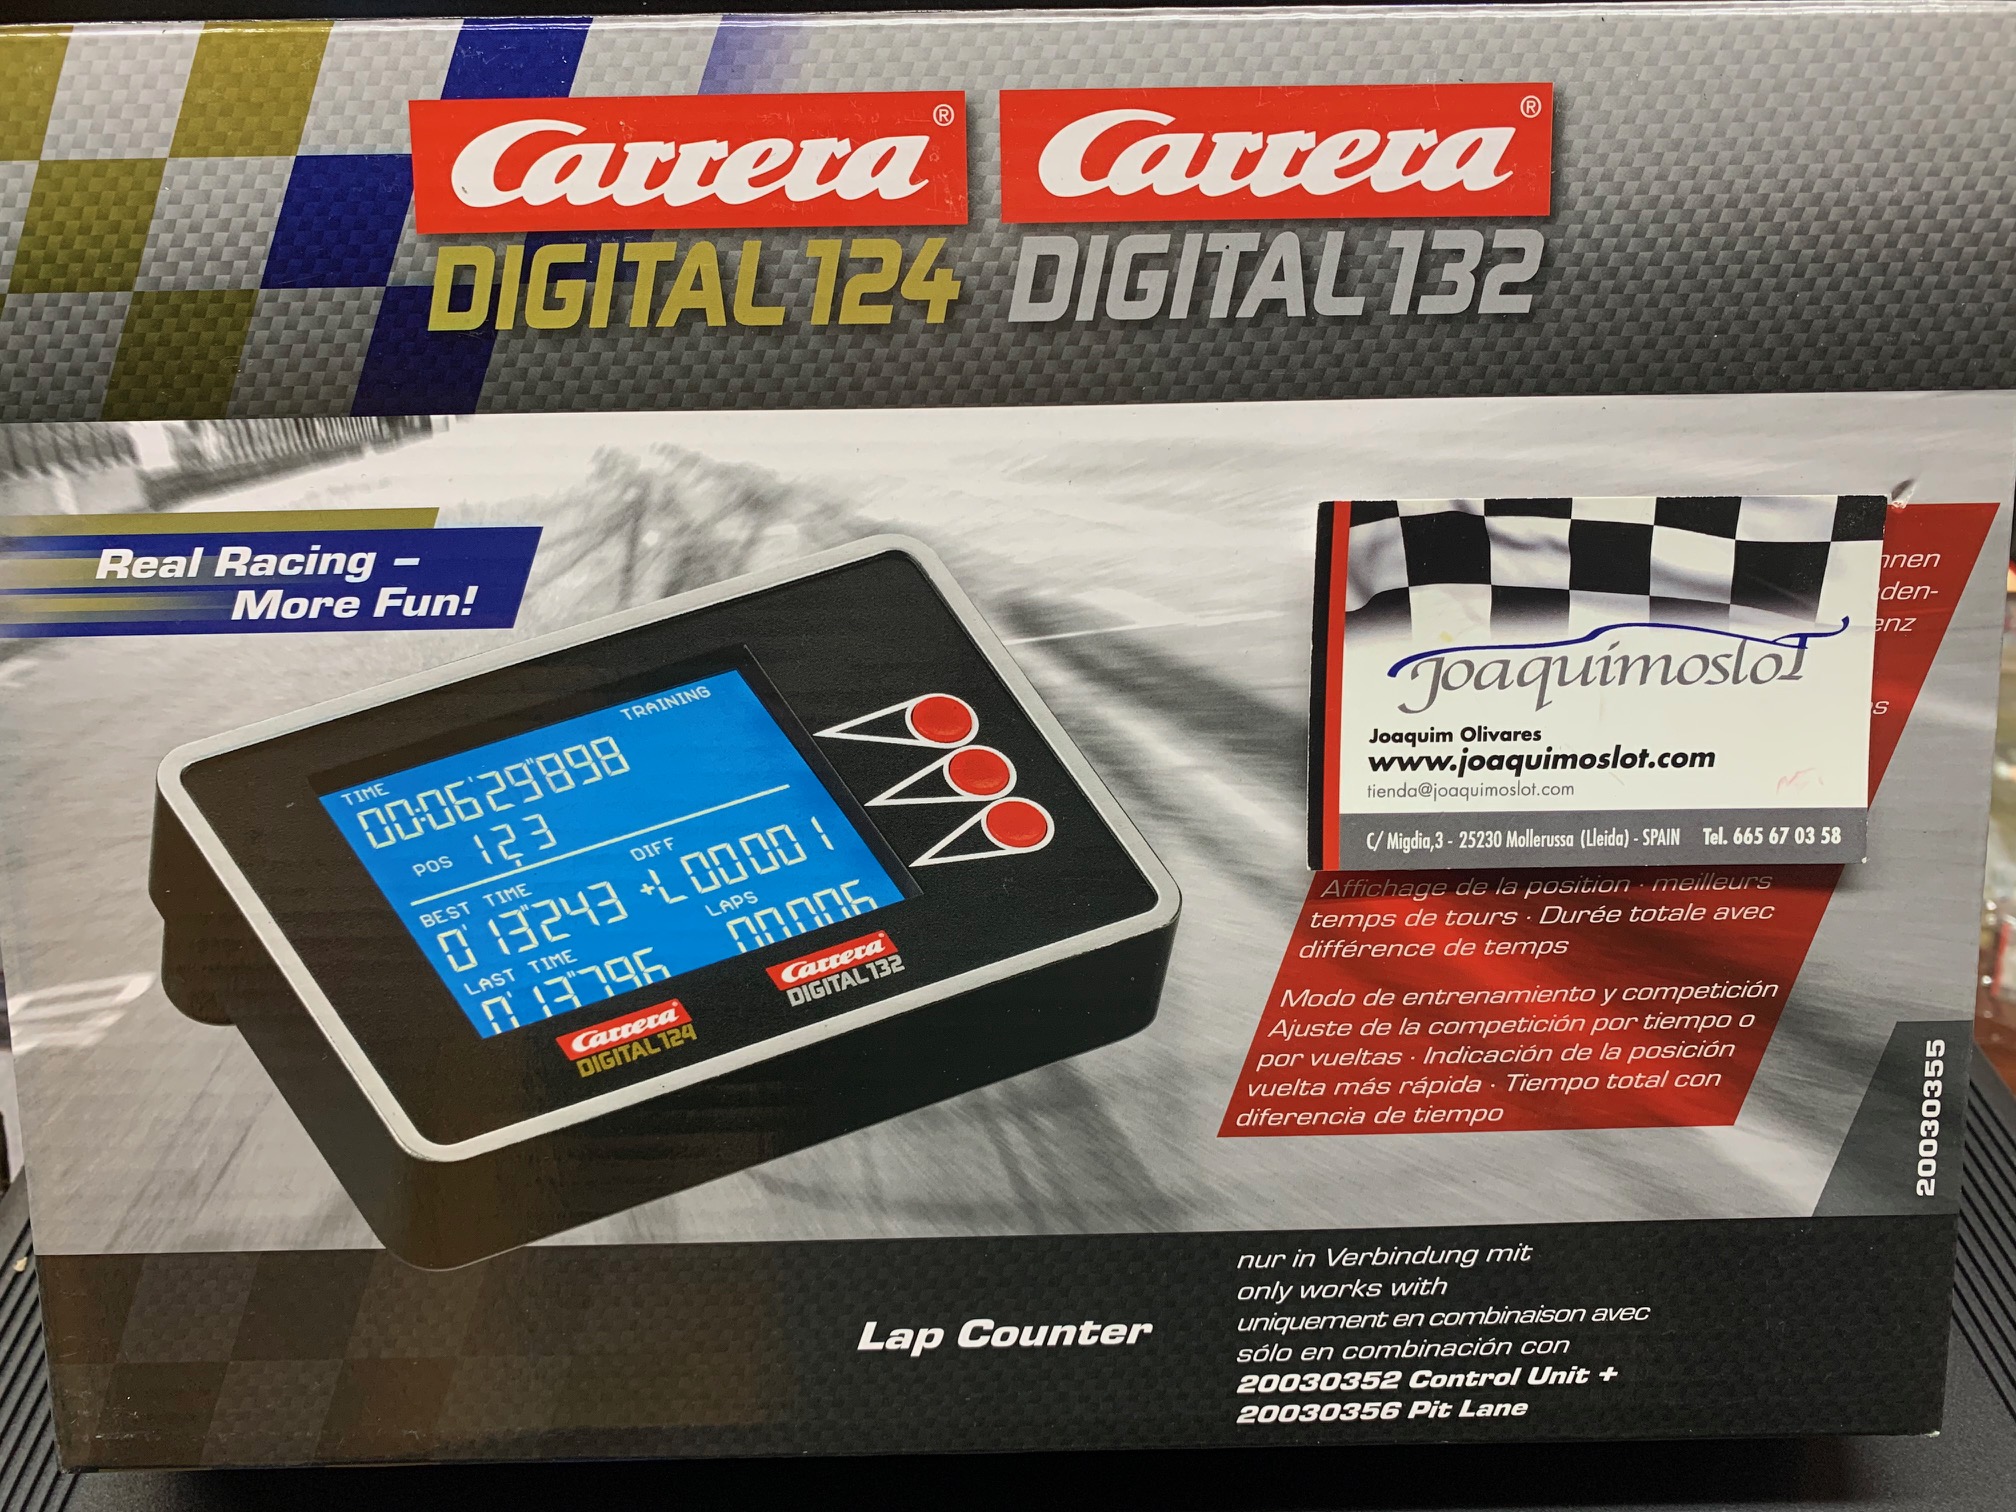 Carrera® Carrera®
DIGITAL 124 DIGITAL 132
Real Racing –
More Fun!
TRAINING
TIME
00:06'29"898
POS 1 2 3
DIFF
+L00001
BEST TIME
0'13"243
LAPS
00006
LAST TIME
0'13"796
Carrera
DIGITAL 132
Carrera
DIGITAL 124
Joaquimoslot
Joaquim Olivares
www.joaquimoslot.com
tienda@joaquimoslot.com
C/ Migdia,3 - 25230 Mollerussa (Lleida) - SPAIN Tel. 665 67 03 58
Affichage de la position · meilleurs
temps de tours · Durée totale avec
différence de temps
Modo de entrenamiento y competición
Ajuste de la competición por tiempo o
por vueltas · Indicación de la posición
vuelta más rápida · Tiempo total con
diferencia de tiempo
20030355
Lap Counter
nur in Verbindung mit
only works with
uniquement en combinaison avec
sólo en combinación con
20030352 Control Unit +
20030356 Pit Lane